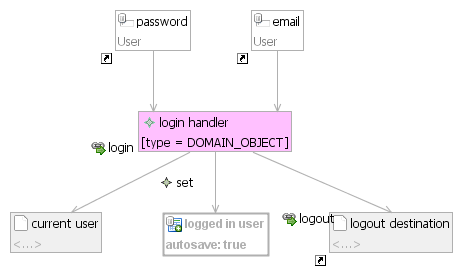 password
User
email
User
login handler
[type = DOMAIN_OBJECT]
login
set
logout
current user
<...>
logged in user
autosave: true
logout destination
<...>